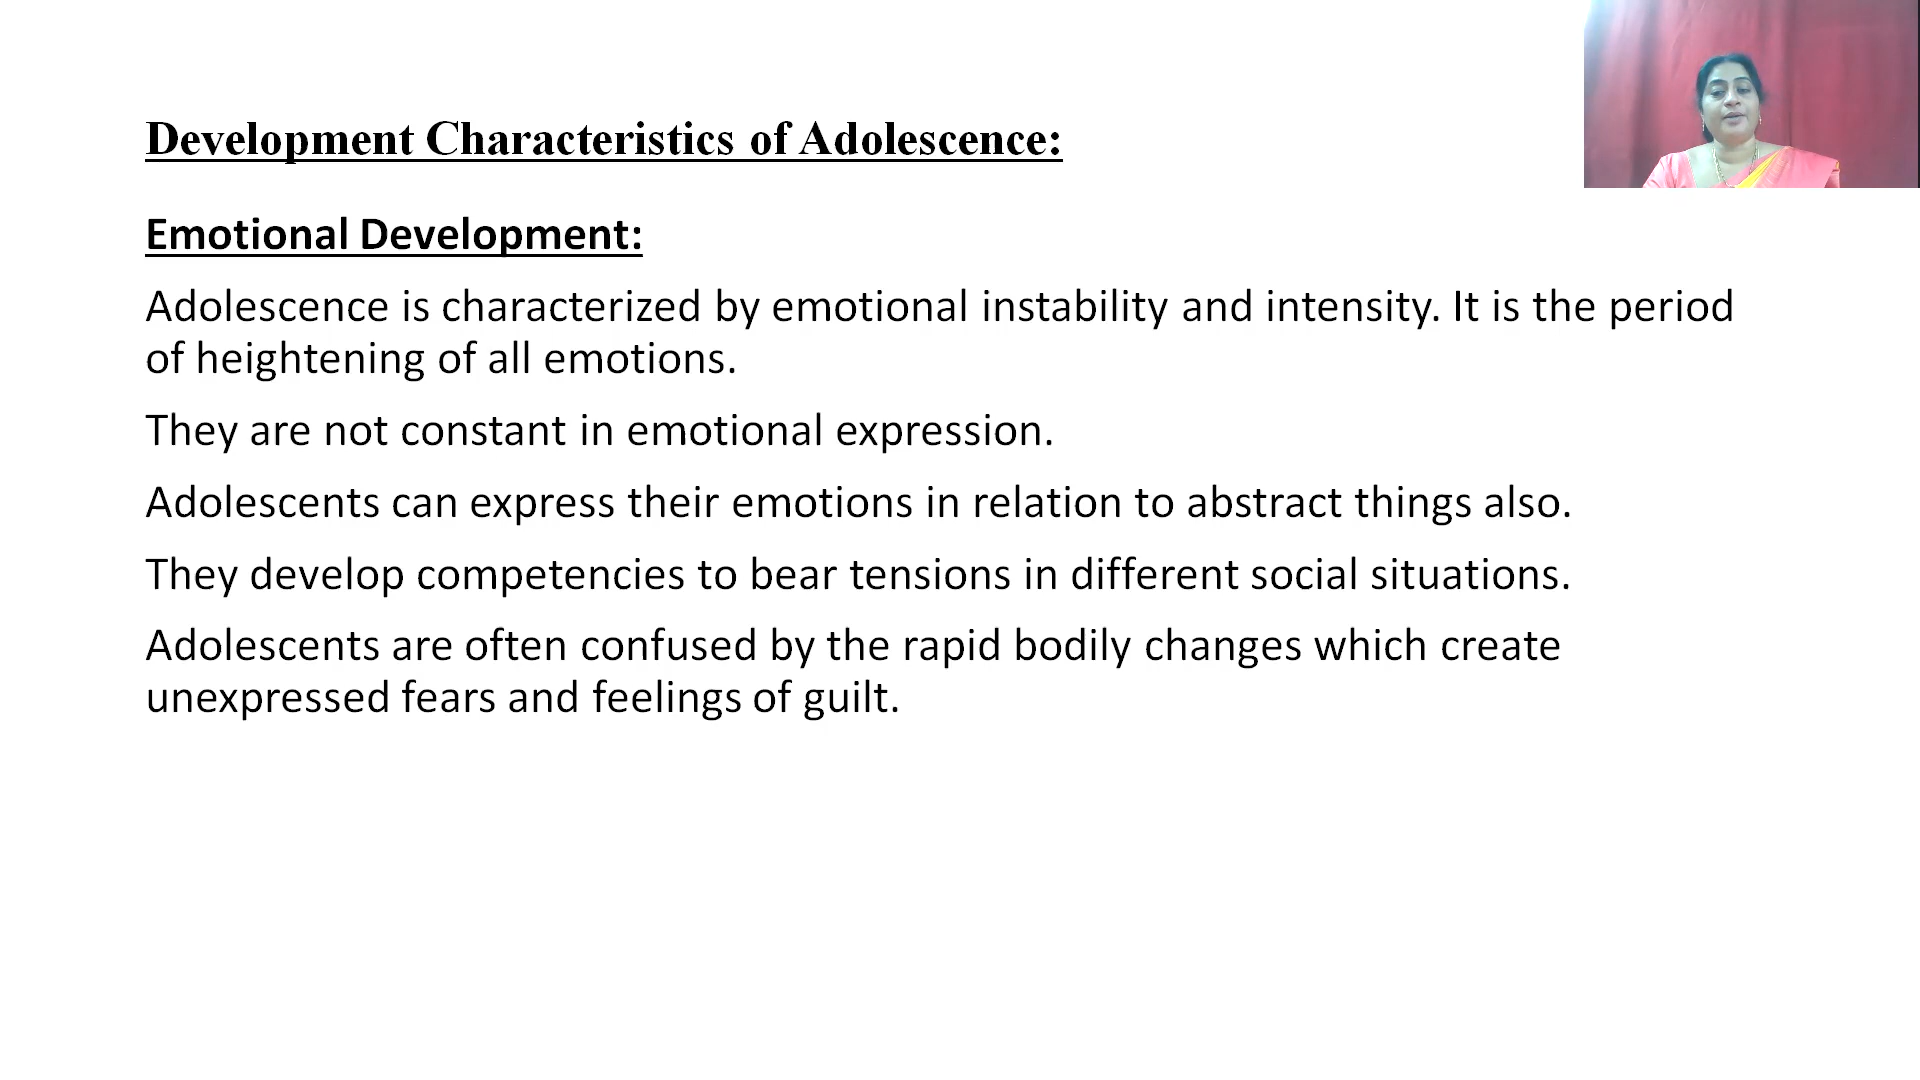 Development Characteristics of Adolescence:
Emotional Development:
Adolescence is characterized by emotional instability and intensity. It is the period
of heightening of all emotions.
They are not constant in emotional expression.
Adolescents can express their emotions in relation to abstract things also.
They develop competencies to bear tensions in different social situations.
Adolescents are often confused by the rapid bodily changes which create
unexpressed fears and feelings of guilt.